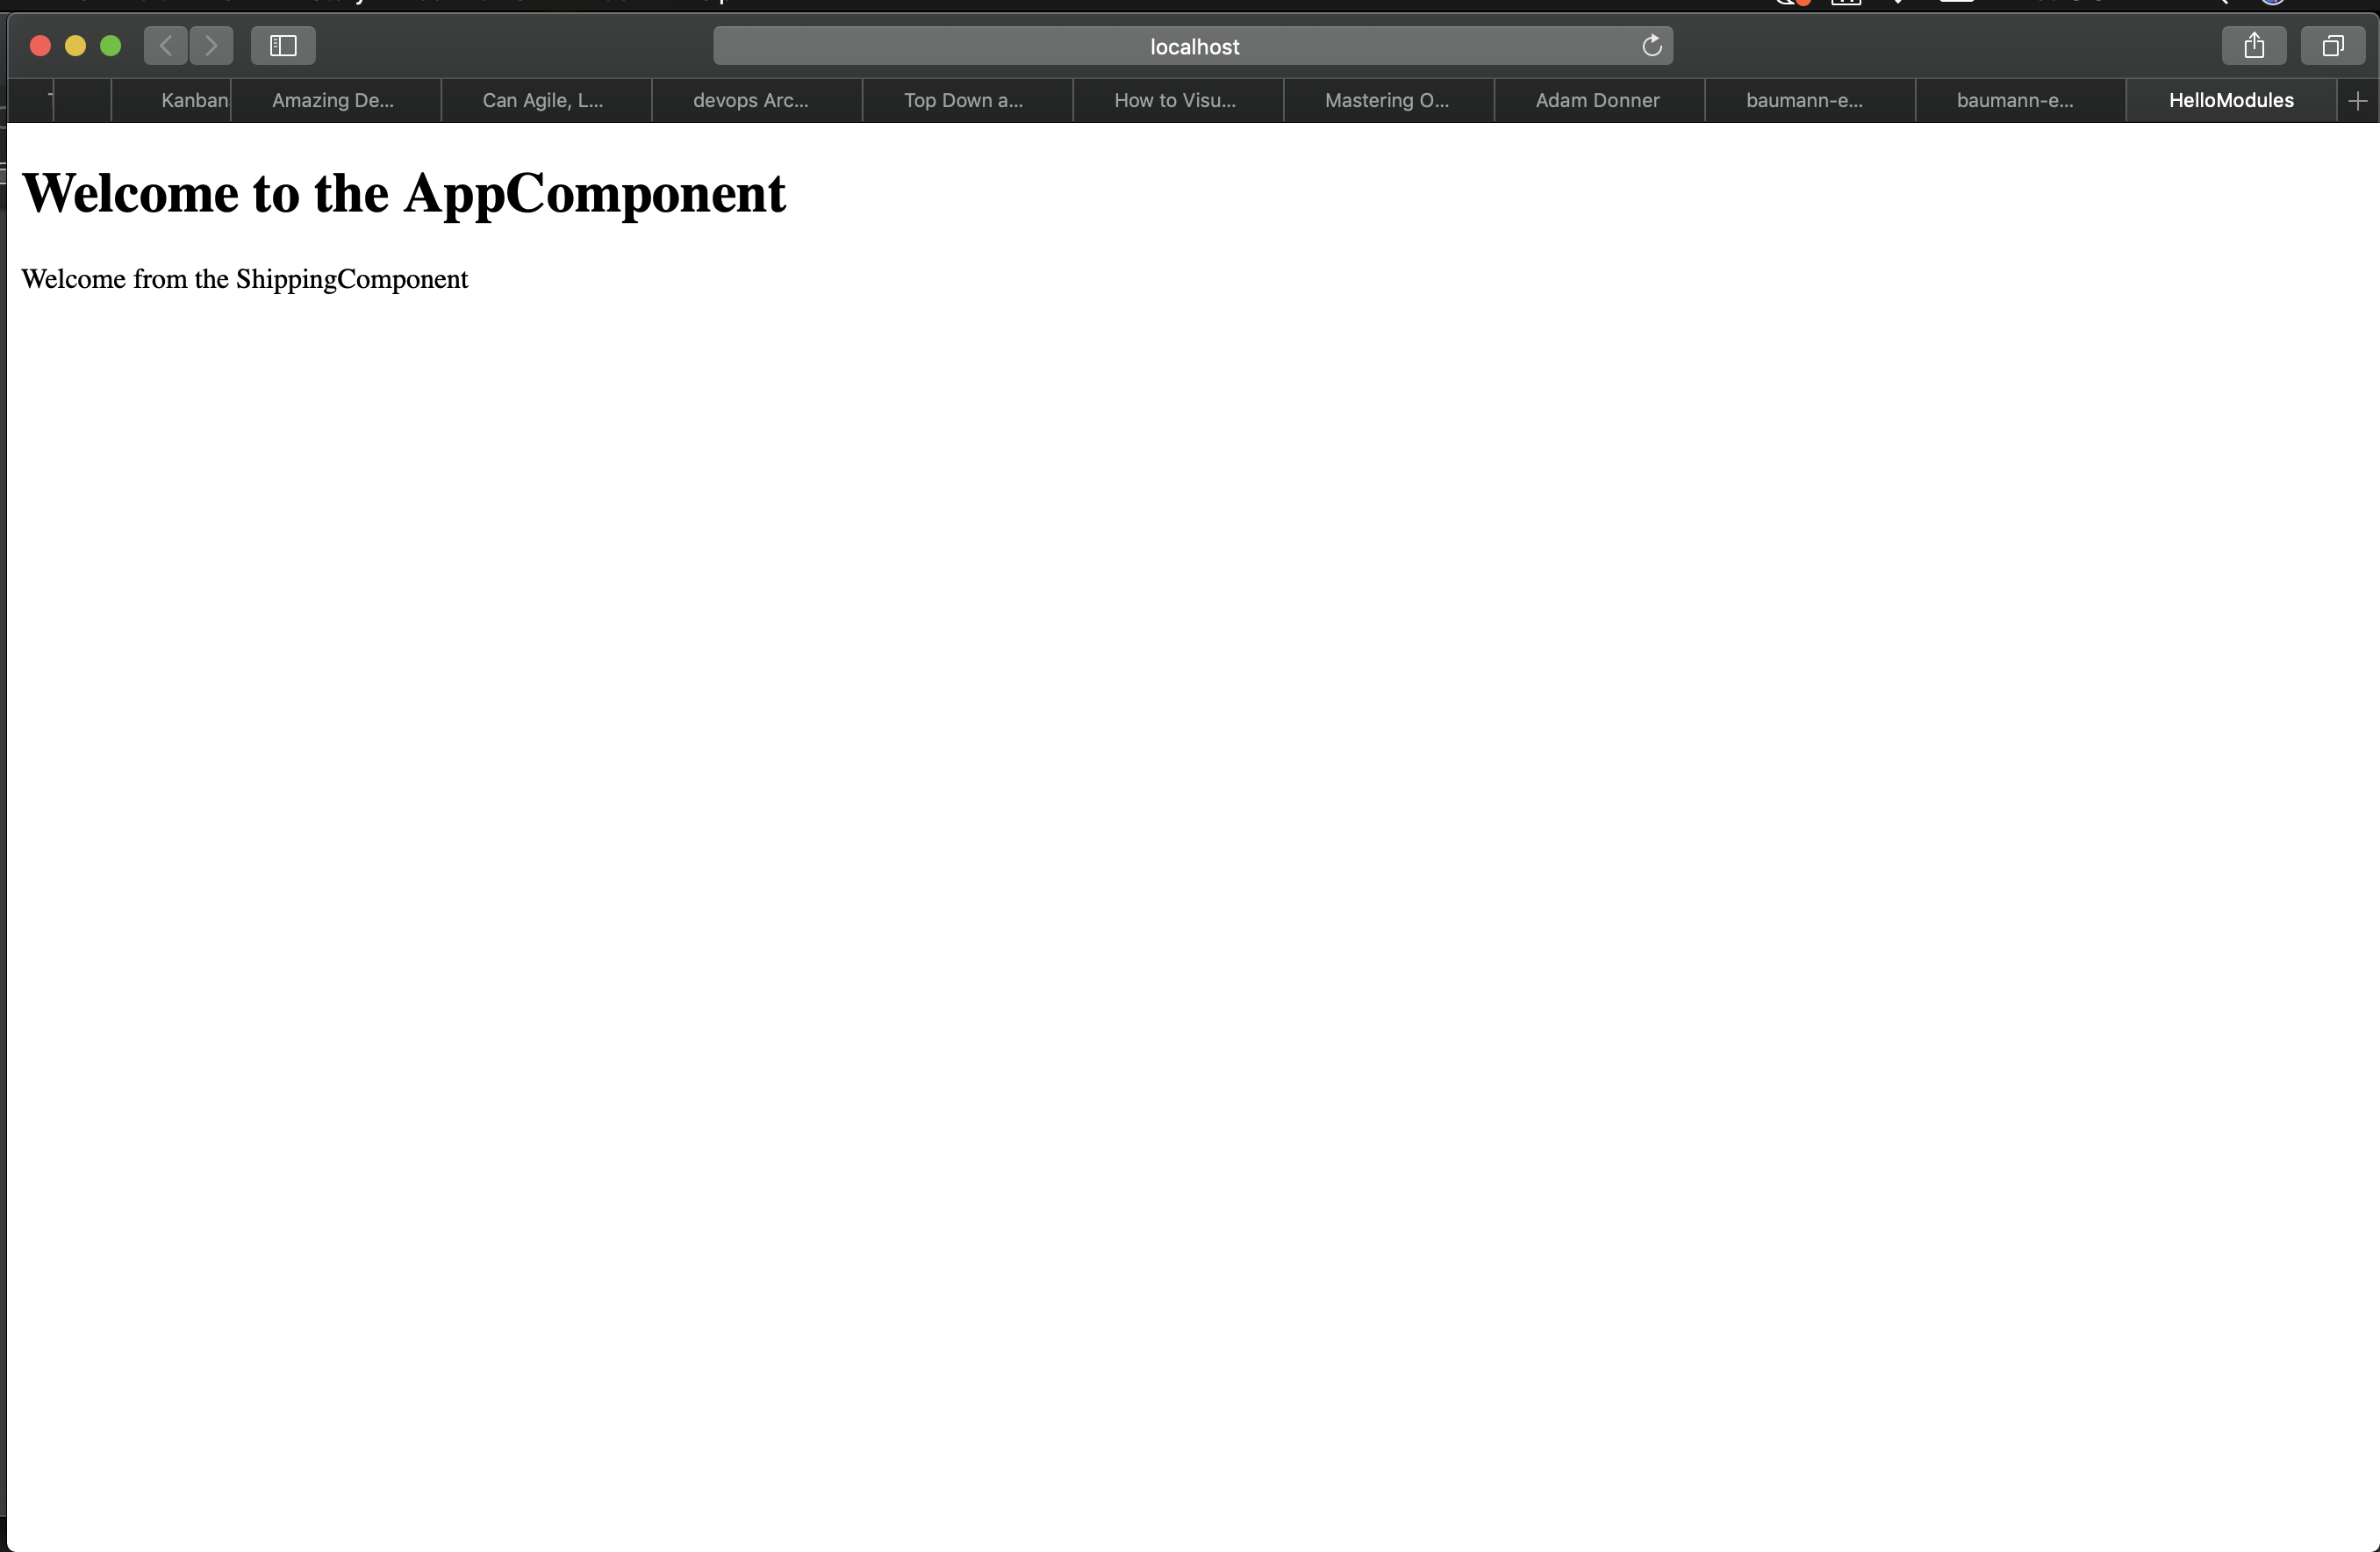 localhost
Kanban
Amazing De...
Can Agile, L...
devops Arc...
Top Down a...
How to Visu...
Mastering O...
Adam Donner
baumann-e...
baumann-e...
HelloModules
Welcome to the AppComponent
Welcome from the ShippingComponent